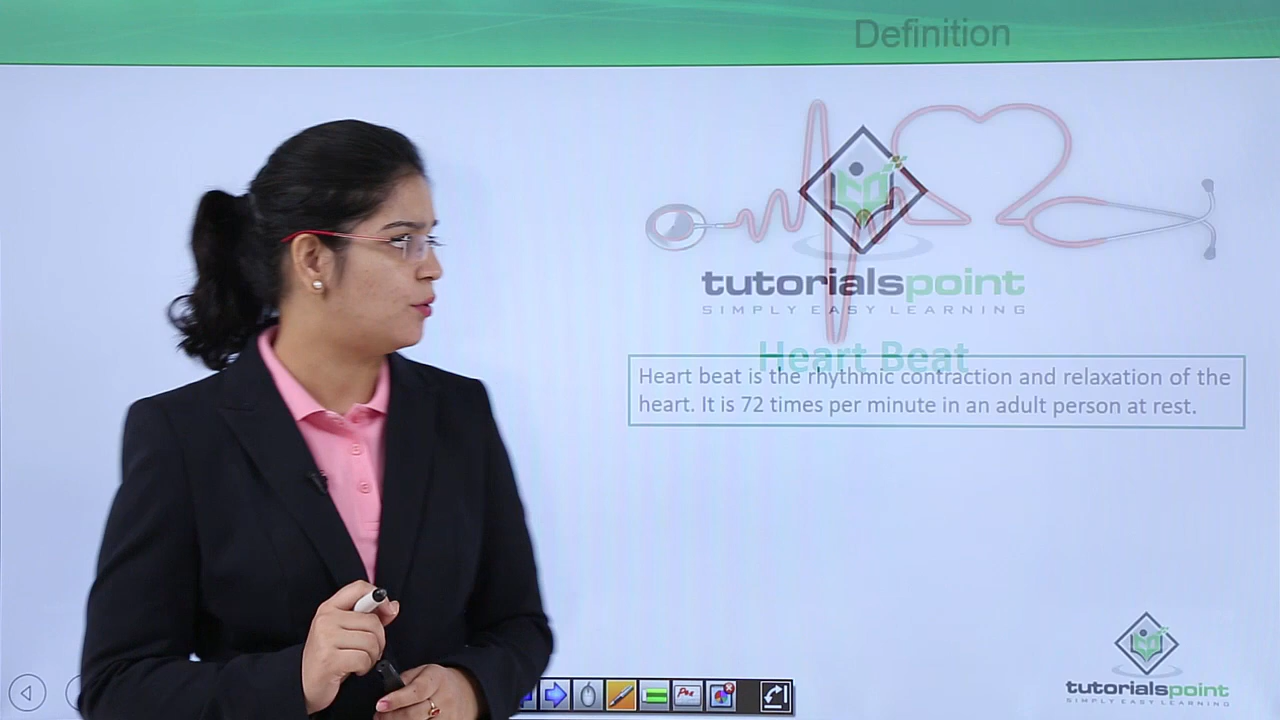 Definition
tutorialspoint
SIMPLY EASY LEARNING
Heart Beat
Heart beat is the rhythmic contraction and relaxation of the
heart. It is 72 times per minute in an adult person at rest.
tutorialspoint
SIMPLY EASY LEARNING